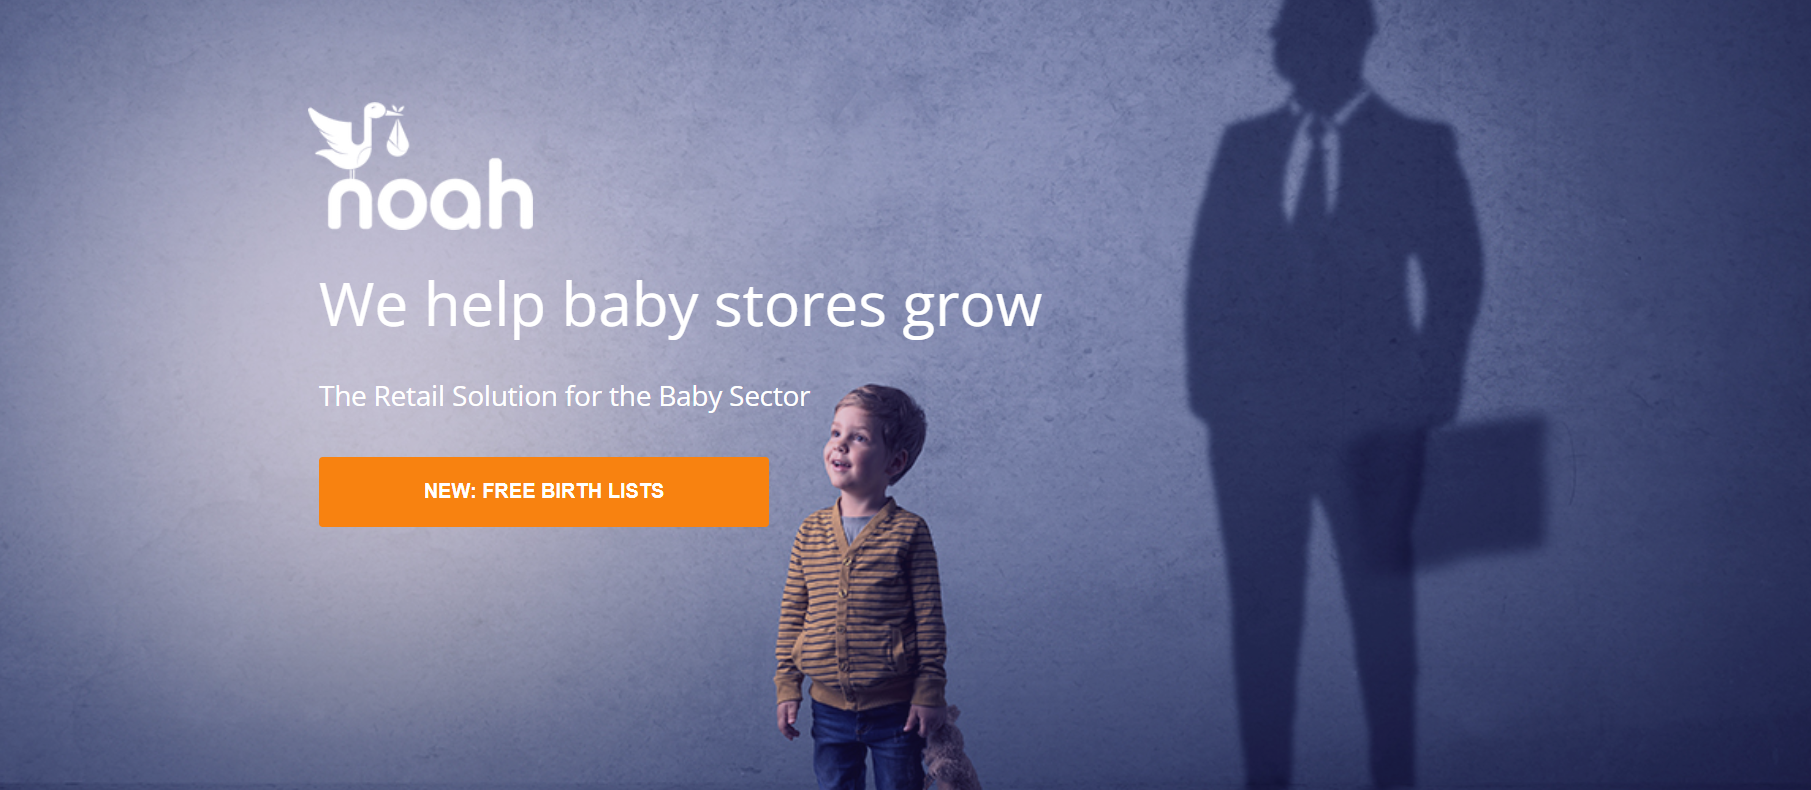 noah
We help baby stores grow
The Retail Solution for the Baby Sector
NEW: FREE BIRTH LISTS